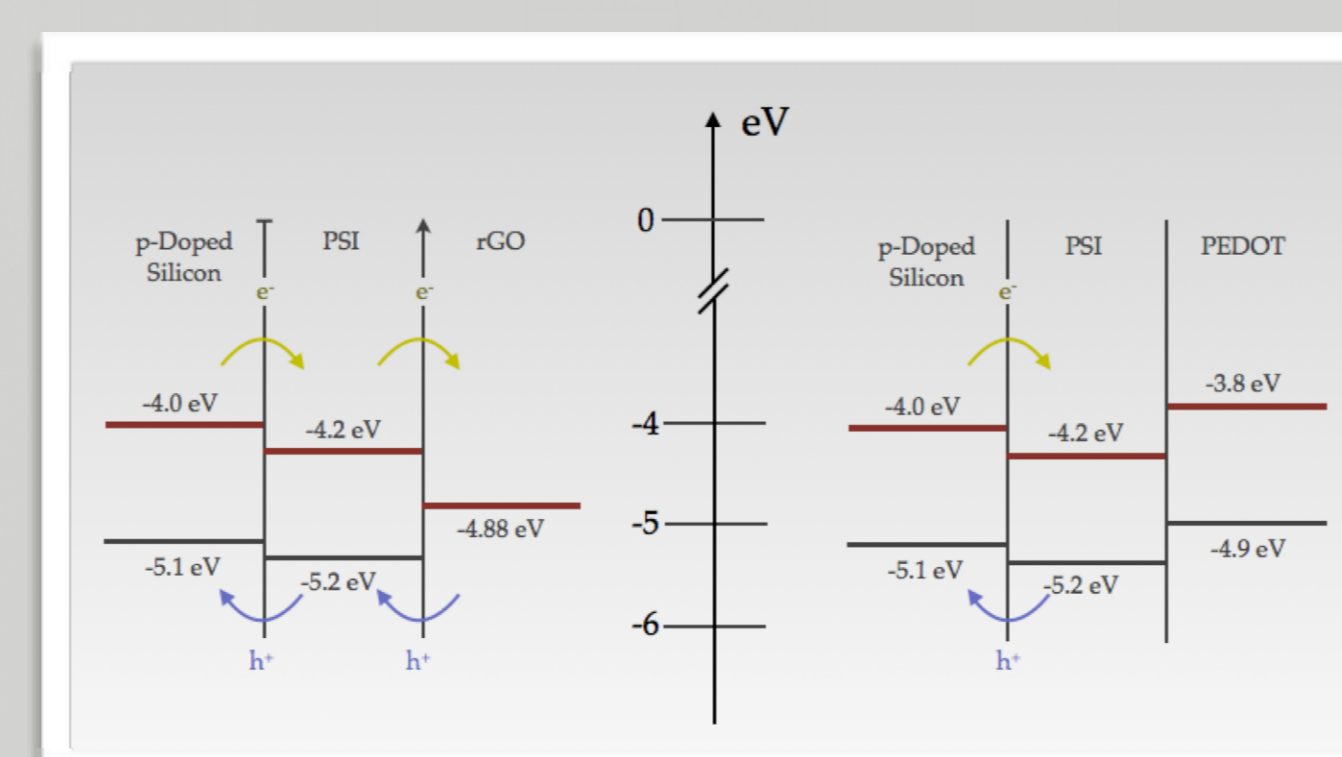 eV
0
-4
-5
-6
p-Doped
Silicon
PSI
rGO
e-
e-
-4.0 eV
-4.2 eV
-4.88 eV
-5.1 eV
-5.2 eV
h+
h+
p-Doped
Silicon
PSI
PEDOT
e-
-4.0 eV
-4.2 eV
-3.8 eV
-5.1 eV
-5.2 eV
-4.9 eV
h+